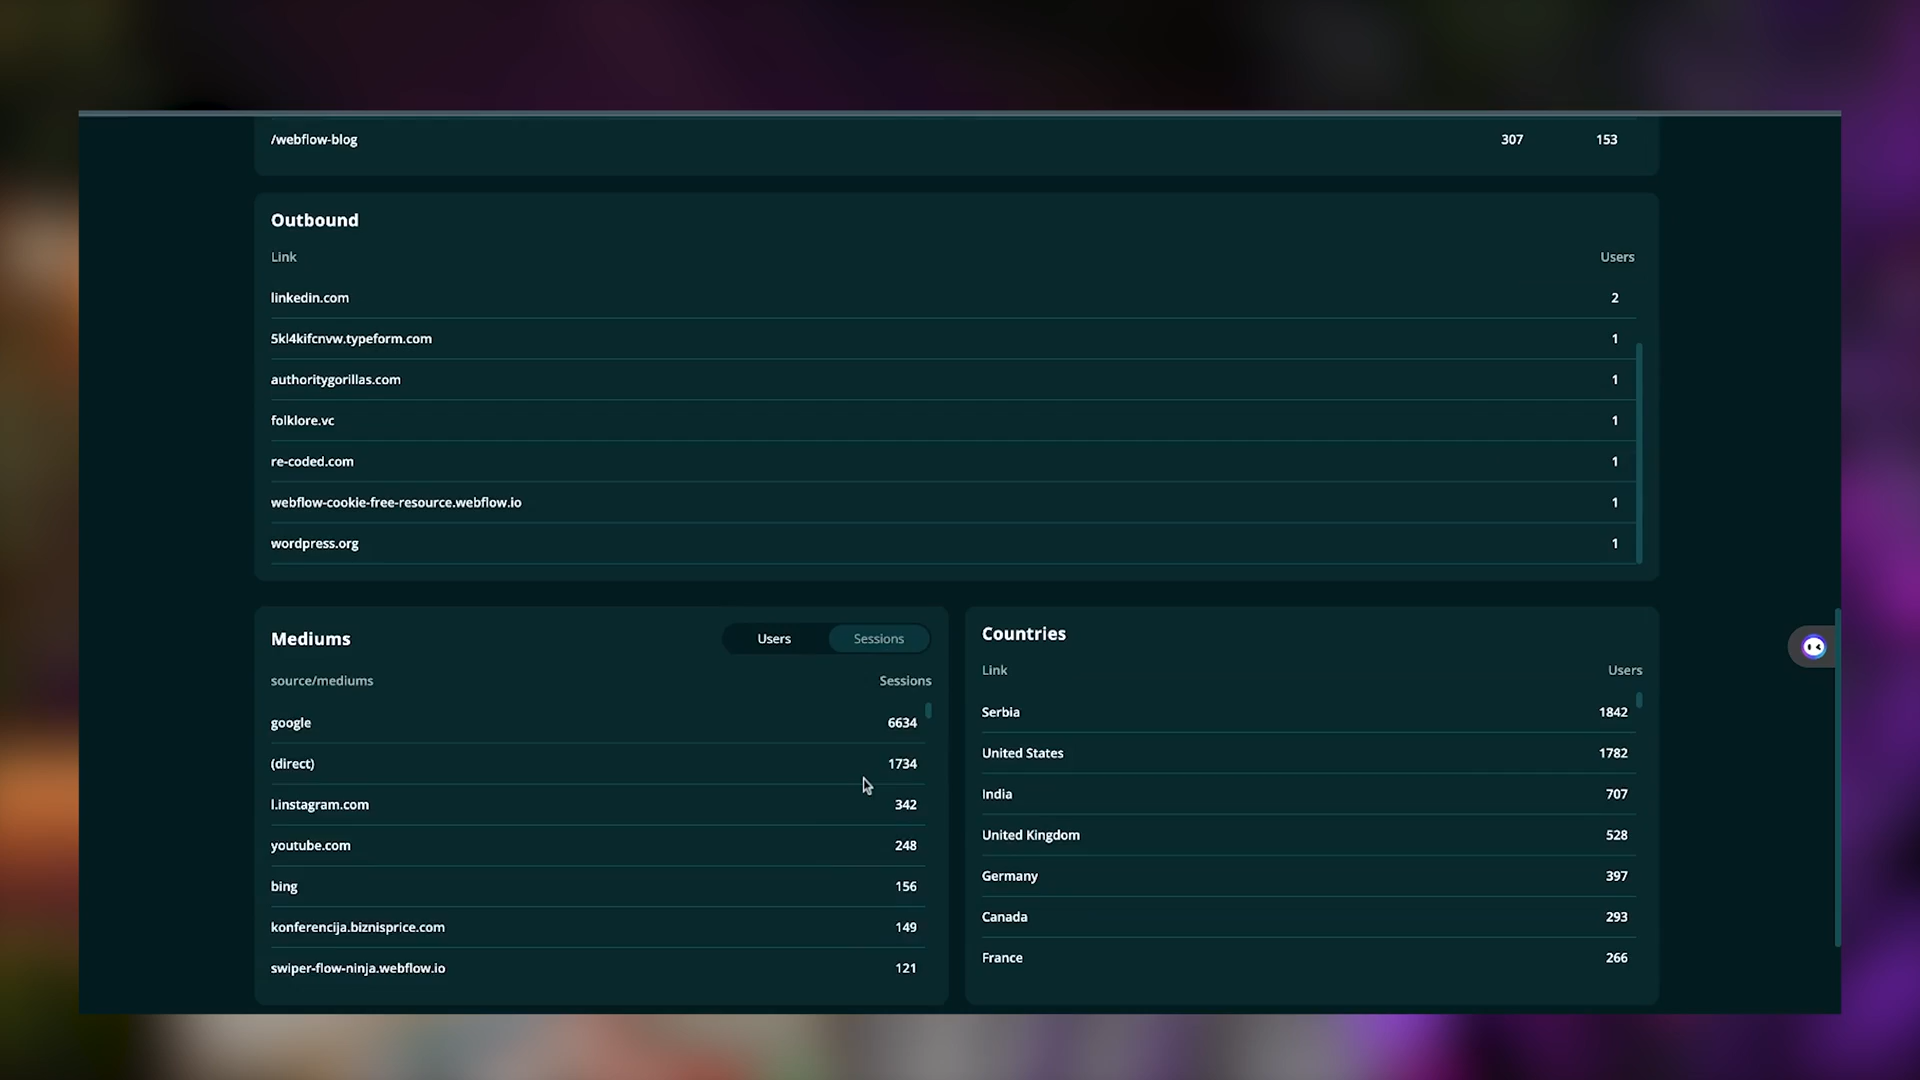 /webflow-blog 307 153
Outbound
Link Users
linkedin.com 2
5kl4kifcnvw.typeform.com 1
authoritygorillas.com 1
folklore.vc 1
re-coded.com 1
webflow-cookie-free-resource.webflow.io 1
wordpress.org 1
Mediums Users Sessions
source/mediums Sessions
google 6634
(direct) 1734
l.instagram.com 342
youtube.com 248
bing 156
konferencija.biznisprice.com 149
swiper-flow-ninja.webflow.io 121
Countries
Link Users
Serbia 1842
United States 1782
India 707
United Kingdom 528
Germany 397
Canada 293
France 266